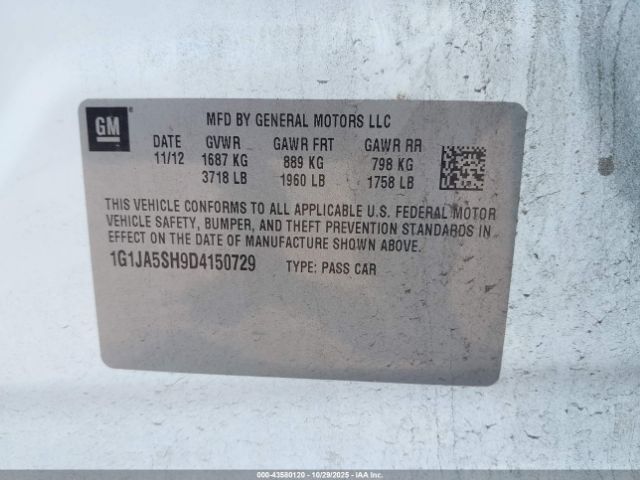 GM
MFD BY GENERAL MOTORS LLC
DATE GVWR GAWR FRT GAWR RR
11/12 1687 KG 889 KG 798 KG
3718 LB 1960 LB 1758 LB
THIS VEHICLE CONFORMS TO ALL APPLICABLE U.S. FEDERAL MOTOR
VEHICLE SAFETY, BUMPER, AND THEFT PREVENTION STANDARDS IN
EFFECT ON THE DATE OF MANUFACTURE SHOWN ABOVE.
1G1JA5SH9D4150729 TYPE: PASS CAR
000-43580120 - 10/29/2025 - IAA Inc.